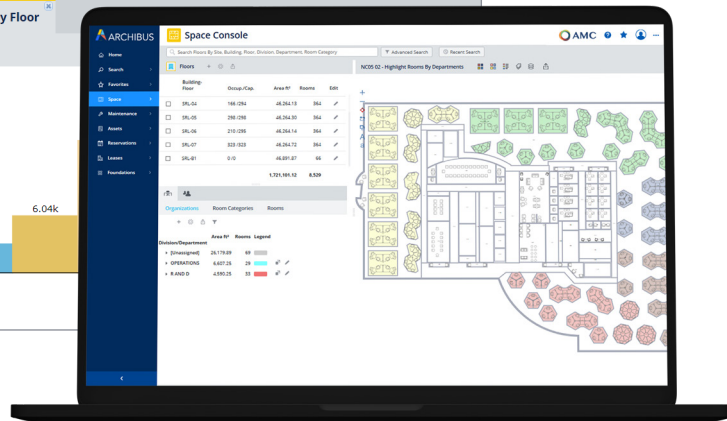 y Floor
6.04k
ARCHIBUS
Space Console
AMC
Home
Search
Favorites
Space
Maintenance
Assets
Reservations
Leases
Foundations
Search Floors By Site, Building, Floor, Division, Department, Room Category
Advanced Search
Recent Search
Floors
NC05 02 - Highlight Rooms By Departments
Building-
Floor Occup./Cap. Area ft² Rooms Edit
SRL-04 166 /294 46,264.13 364
SRL-05 290 /298 46,264.30 364
SRL-06 210 /295 46,264.14 364
SRL-07 323 /323 46,264.72 364
SRL-B1 0 /0 46,891.87 66
1,721,101.12 8,529
Organizations Room Categories Rooms
Division/Department Area ft² Rooms Legend
[Unassigned] 26,179.89 69
OPERATIONS 6,607.25 29
R AND D 4,590.25 33